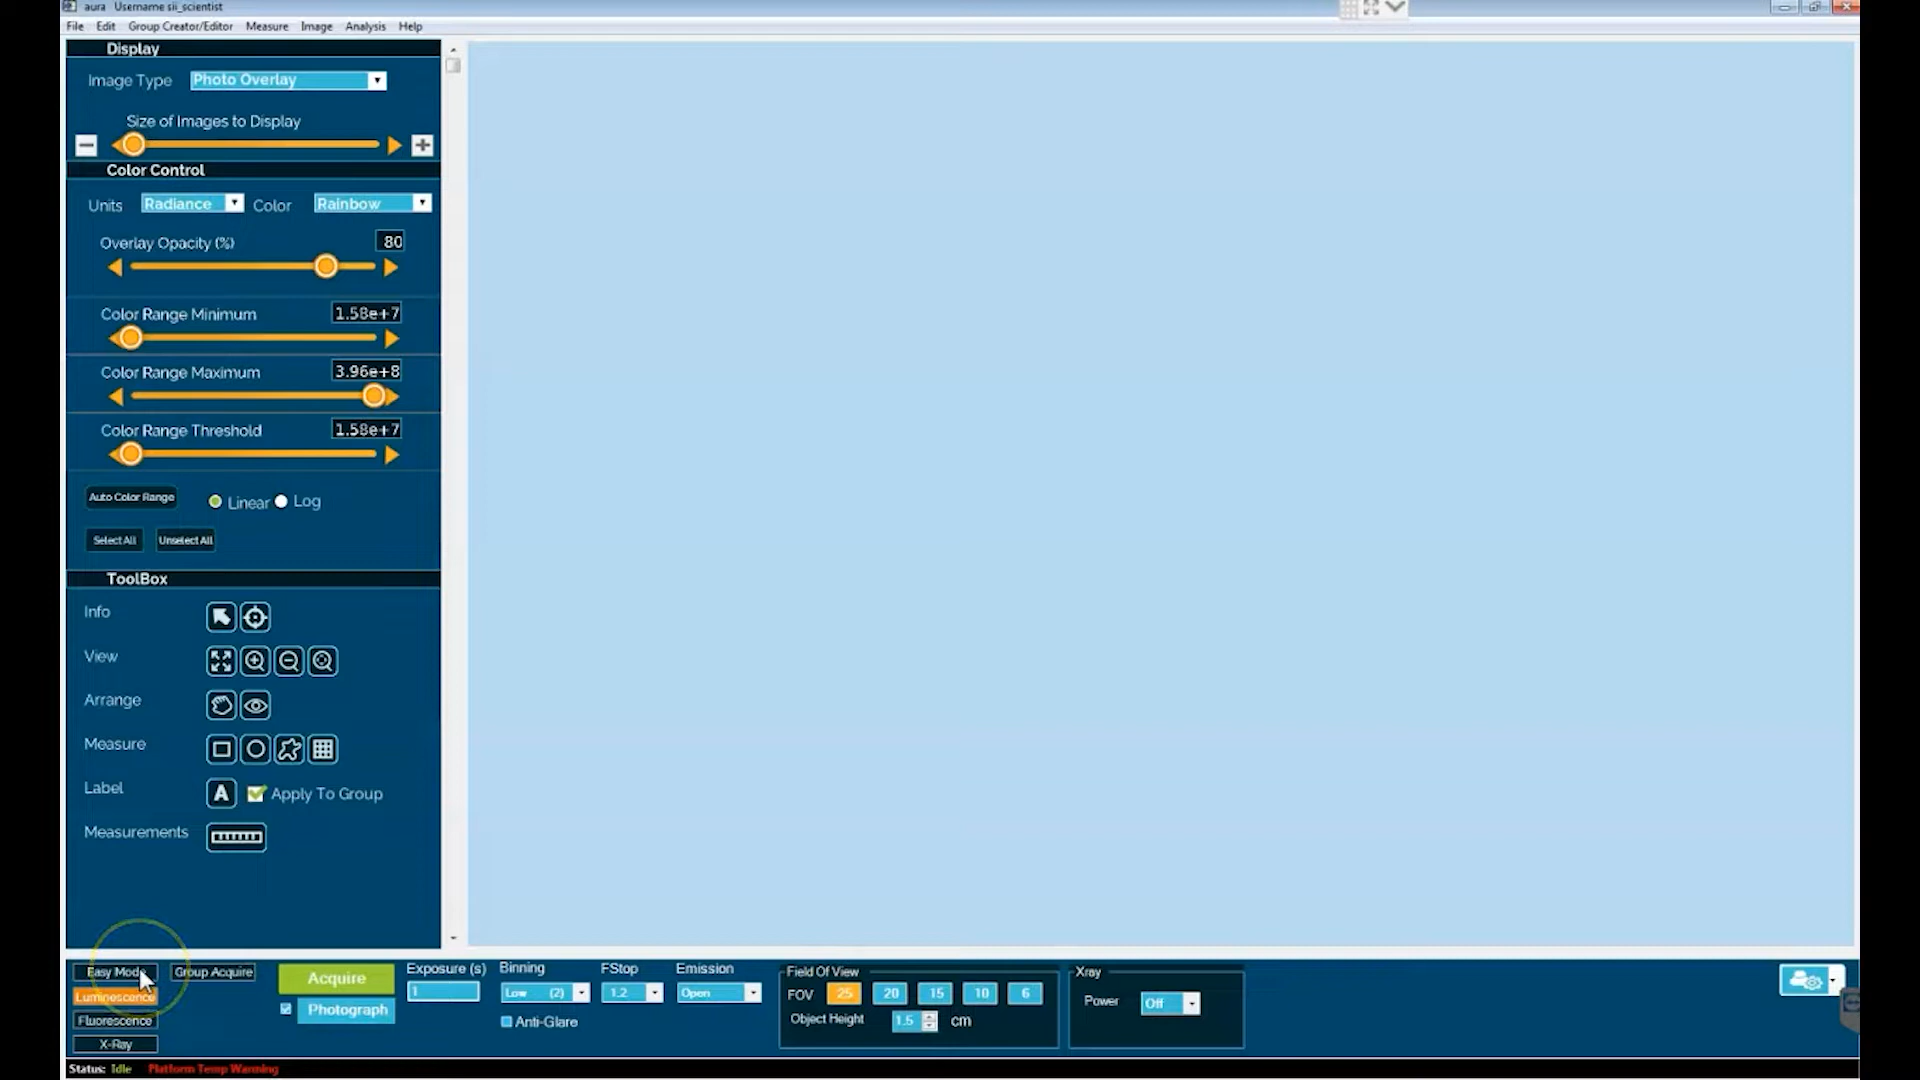 aura Username sii_scientist
File Edit Group Creator/Editor Measure Image Analysis Help
Display
Image Type Photo Overlay
Size of Images to Display
Color Control
Units Radiance Color Rainbow
Overlay Opacity (%) 80
Color Range Minimum 1.58e+7
Color Range Maximum 3.96e+8
Color Range Threshold 1.58e+7
Auto Color Range Linear Log
Select All Unselect All
ToolBox
Info
View
Arrange
Measure
Label A Apply To Group
Measurements
Easy Mode Group Acquire
Luminescence
Fluorescence
X-Ray
Acquire
Photograph
Exposure (s) Binning FStop Emission
1 Low (2) 1.2 Open
Anti-Glare
Field Of View
FOV 25 20 15 10 6
Object Height 1.5 cm
Xray
Power Off
Status: Idle Platform Temp Warming